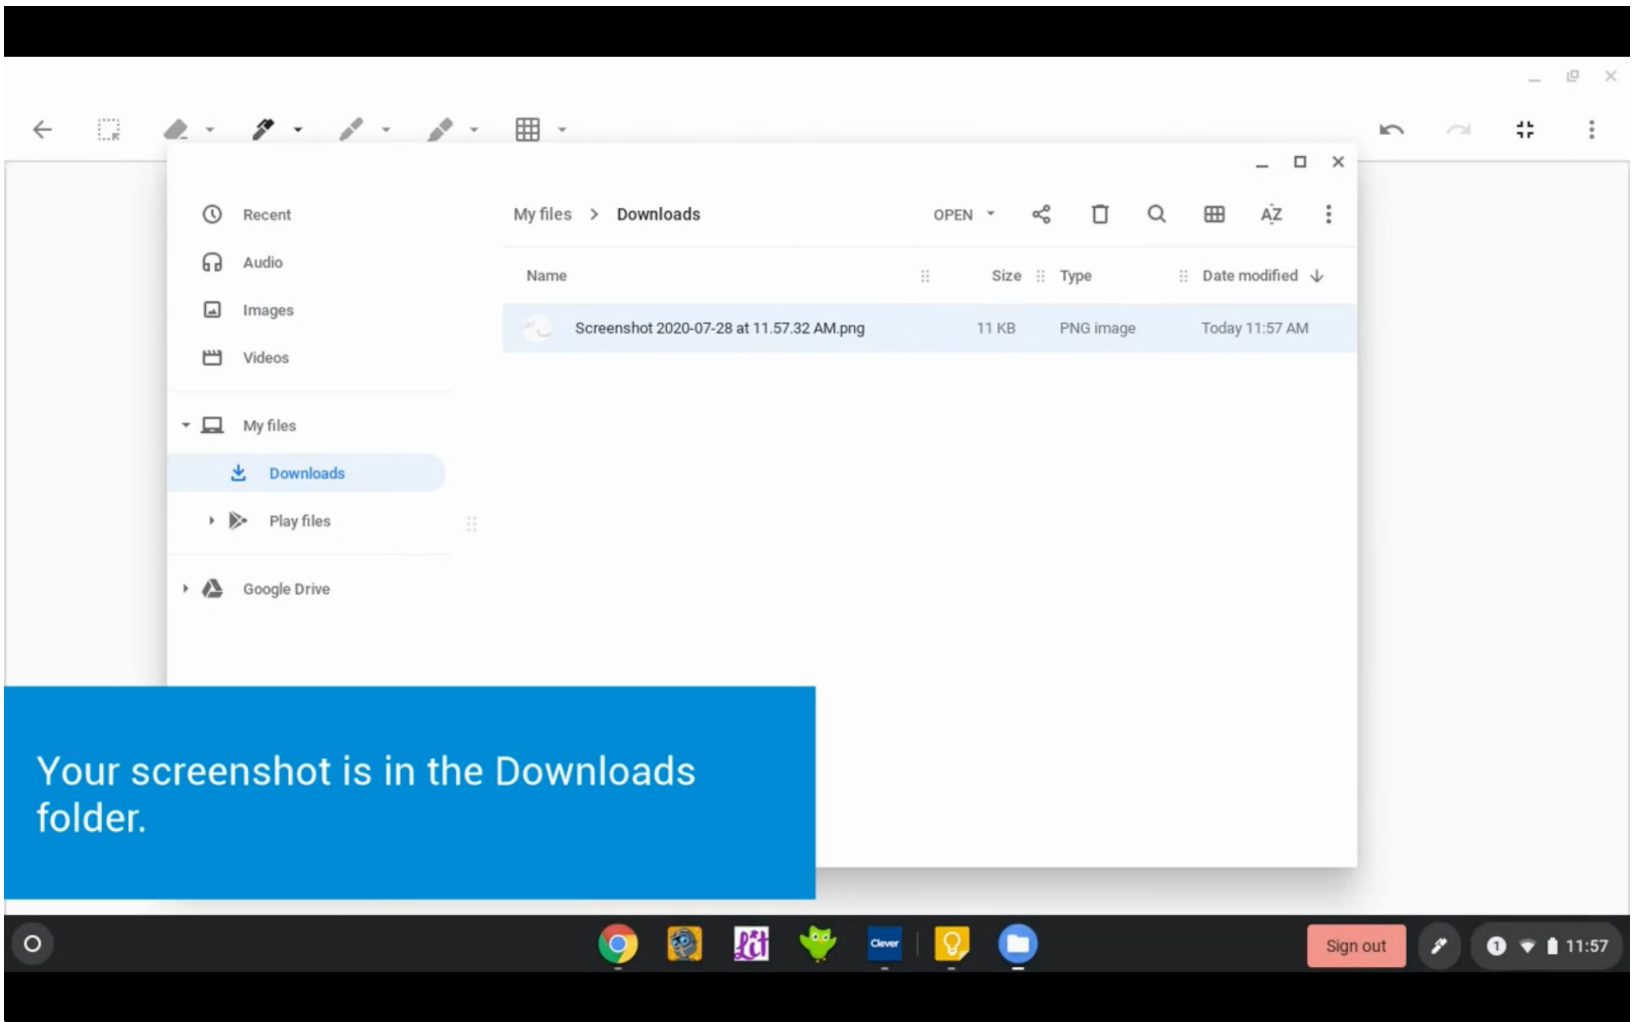 Recent
Audio
Images
Videos
My files
Downloads
Play files
Google Drive
My files > Downloads
OPEN
AZ
Name Size Type Date modified
Screenshot 2020-07-28 at 11.57.32 AM.png 11 KB PNG image Today 11:57 AM
Your screenshot is in the Downloads
folder.
Lit
Clever
Sign out
1
11:57